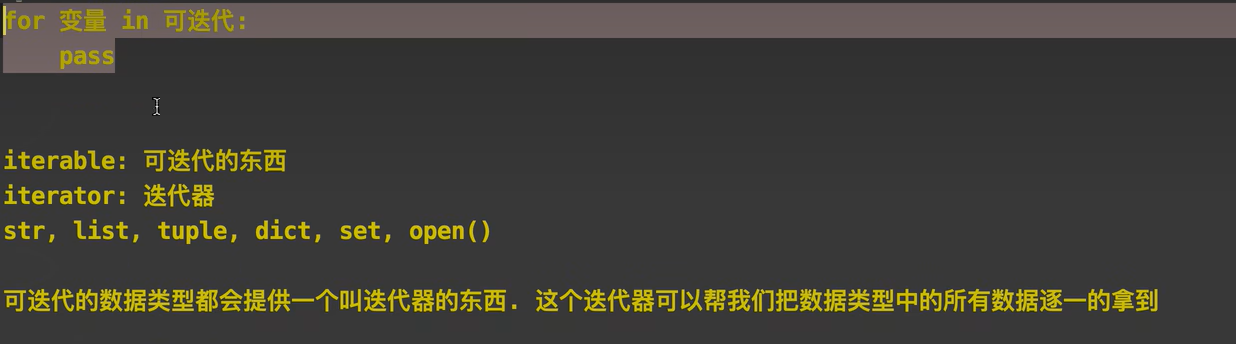 for 变量 in 可迭代:
    pass
iterable: 可迭代的东西
iterator: 迭代器
str, list, tuple, dict, set, open()
可迭代的数据类型都会提供一个叫迭代器的东西. 这个迭代器可以帮我们把数据类型中的所有数据逐一的拿到